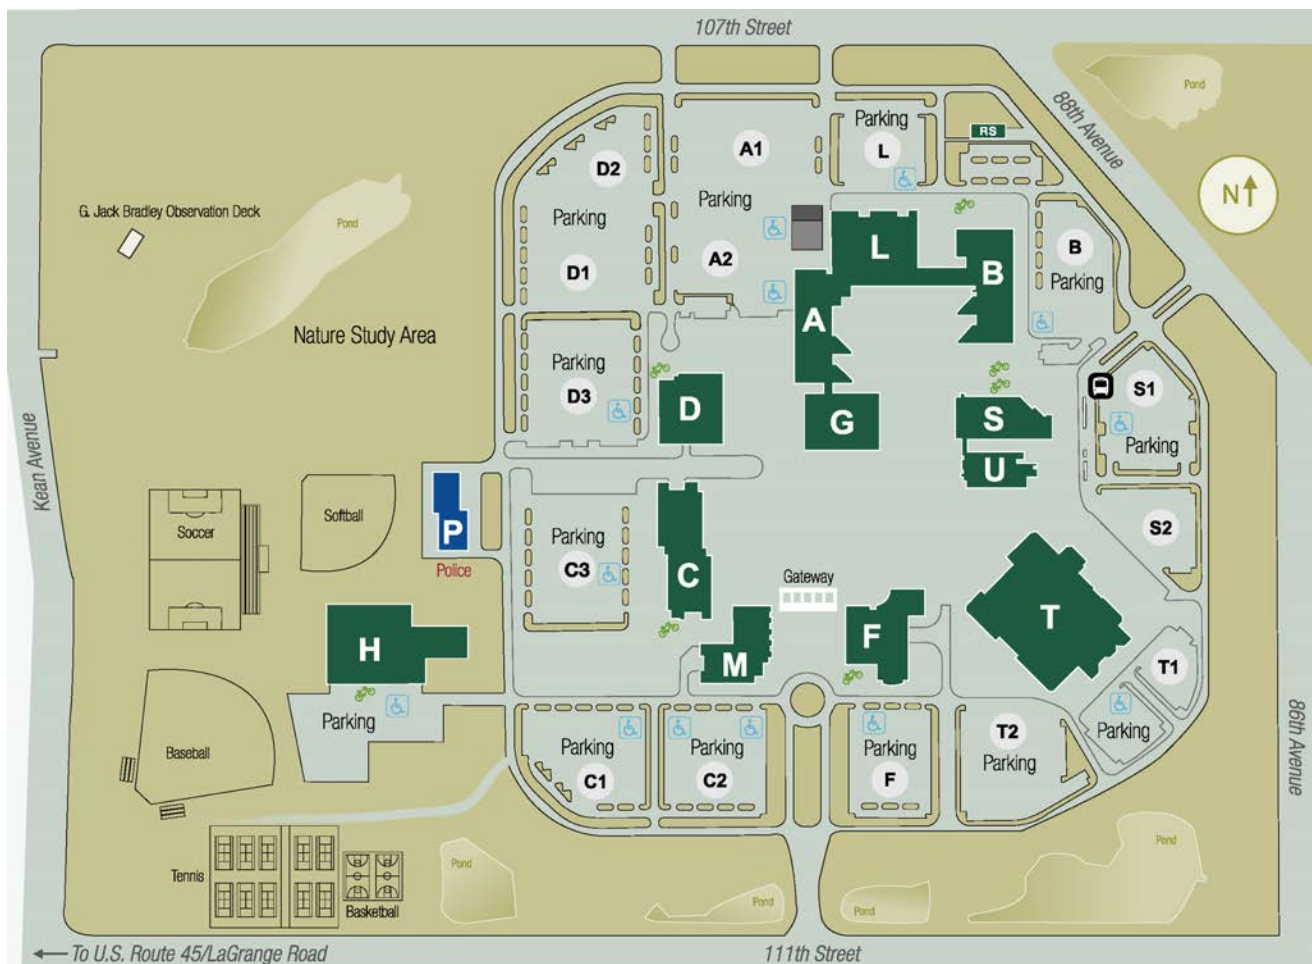 107th Street
88th Avenue
Pond
N
Parking
L
RS
A1
D2
G. Jack Bradley Observation Deck
Pond
Parking
Parking
A2
D1
L
B
B
Parking
Nature Study Area
A
Parking
D3
D
G
S
S1
Parking
U
Kean Avenue
Softball
Soccer
P
Police
Parking
C3
S2
C
Gateway
T
H
M
F
T1
Parking
Parking
T2
Parking
86th Avenue
Baseball
Parking
C1
Parking
C2
Parking
F
Tennis
Basketball
Pond
Pond
Pond
Pond
To U.S. Route 45/LaGrange Road
111th Street